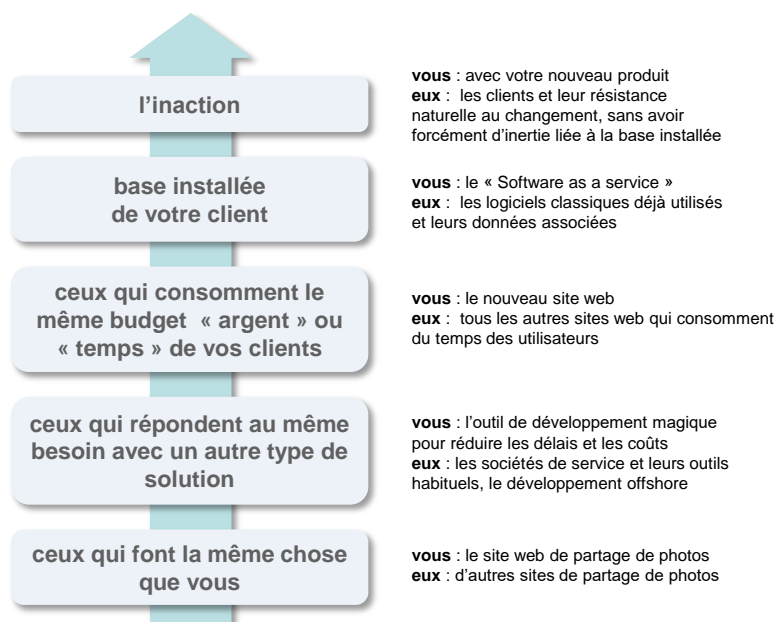 l'inaction
vous : avec votre nouveau produit
eux : les clients et leur résistance
naturelle au changement, sans avoir
forcément d'inertie liée à la base installée
base installée
de votre client
vous : le « Software as a service »
eux : les logiciels classiques déjà utilisés
et leurs données associées
ceux qui consomment le
même budget « argent » ou
« temps » de vos clients
vous : le nouveau site web
eux : tous les autres sites web qui consomment
du temps des utilisateurs
ceux qui répondent au même
besoin avec un autre type de
solution
vous : l'outil de développement magique
pour réduire les délais et les coûts
eux : les sociétés de service et leurs outils
habituels, le développement offshore
ceux qui font la même chose
que vous
vous : le site web de partage de photos
eux : d'autres sites de partage de photos